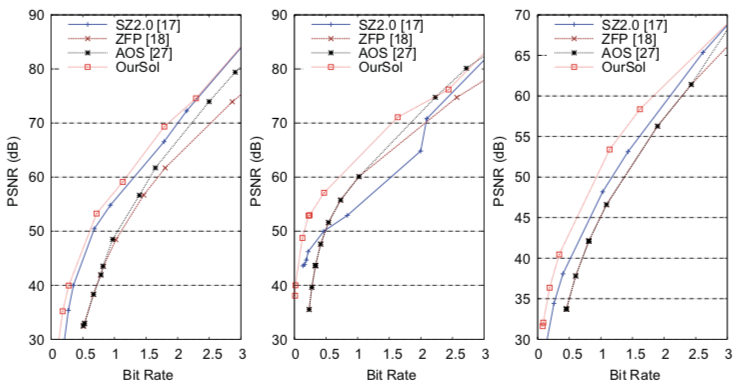 PSNR (dB)
90
80
70
60
50
40
30
SZ2.0 [17]
ZFP [18]
AOS [27]
OurSol
0 0.5 1 1.5 2 2.5 3
Bit Rate
PSNR (dB)
90
80
70
60
50
40
30
SZ2.0 [17]
ZFP [18]
AOS [27]
OurSol
0 0.5 1 1.5 2 2.5 3
Bit Rate
PSNR (dB)
70
65
60
55
50
45
40
35
30
SZ2.0 [17]
ZFP [18]
AOS [27]
OurSol
0 0.5 1 1.5 2 2.5 3
Bit Rate